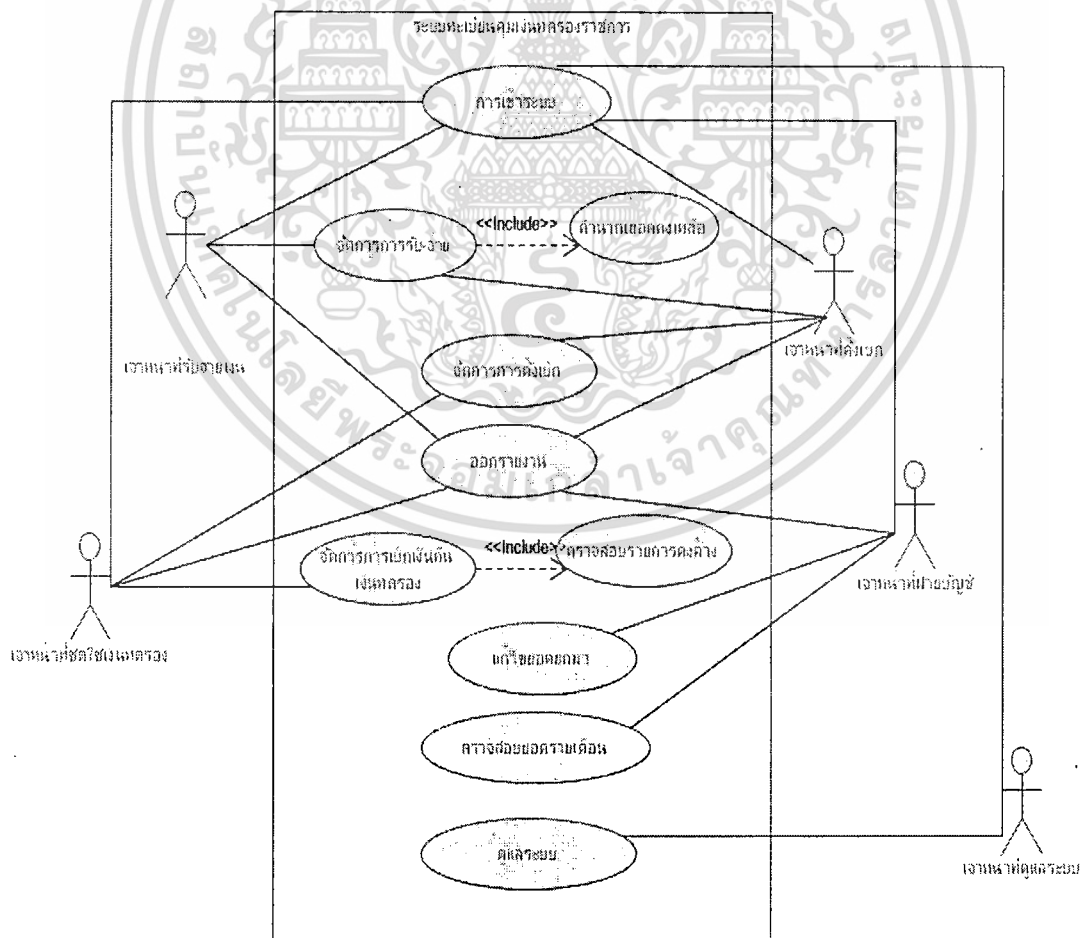 ระบบทะเบียนคุมเงินทดรองราชการ
การเข้าระบบ
จัดการการรับ-จ่าย
<<Include>>
คำนวณยอดคงเหลือ
เจ้าหน้าที่รับจ่ายเงิน
เจ้าหน้าที่ตั้งเบิก
จัดการการตั้งเบิก
ออกรายงาน
จัดการการเบิกเงินคืน
เงินทดรอง
<<Include>>
ตรวจสอบรายการคงค้าง
เจ้าหน้าที่ฝ่ายบัญชี
เจ้าหน้าที่ชดใช้เงินทดรอง
แก้ไขยอดยกมา
ตรวจสอบยอดรายเดือน
ดูแลระบบ
เจ้าหน้าที่ดูแลระบบ